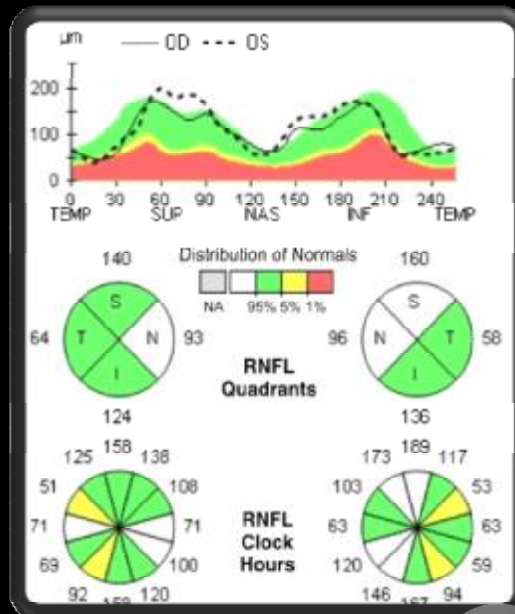 µm OD OS
200
100
0
0 30 60 90 120 150 180 210 240
TEMP SUP NAS INF TEMP
Distribution of Normals
NA 95% 5% 1%
140 160
S S
64 T N 93 96 N T 58
I I
RNFL
Quadrants
124 136
125 158 138 173 189 117
51 108 103 53
71 71 63 63
69 100 120 59
92 120 146 94
RNFL
Clock
Hours